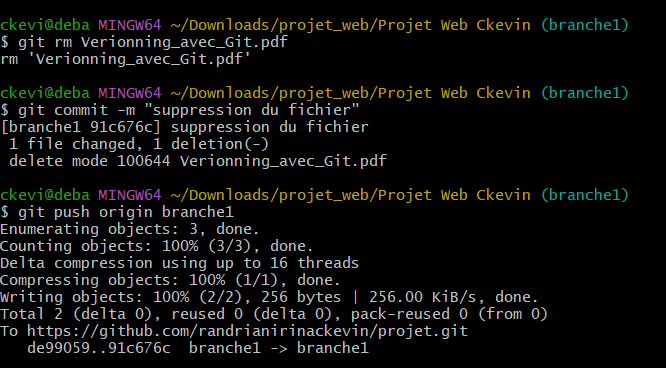 ckevi@deba MINGW64 ~/Downloads/projet_web/Projet Web Ckevin (branche1)
$ git rm Verionning_avec_Git.pdf
rm 'Verionning_avec_Git.pdf'
ckevi@deba MINGW64 ~/Downloads/projet_web/Projet Web Ckevin (branche1)
$ git commit -m "suppression du fichier"
[branche1 91c676c] suppression du fichier
1 file changed, 1 deletion(-)
delete mode 100644 Verionning_avec_Git.pdf
ckevi@deba MINGW64 ~/Downloads/projet_web/Projet Web Ckevin (branche1)
$ git push origin branche1
Enumerating objects: 3, done.
Counting objects: 100% (3/3), done.
Delta compression using up to 16 threads
Compressing objects: 100% (1/1), done.
Writing objects: 100% (2/2), 256 bytes | 256.00 KiB/s, done.
Total 2 (delta 0), reused 0 (delta 0), pack-reused 0 (from 0)
To https://github.com/randrianirinackevin/projet.git
de99059..91c676c  branche1 -> branche1